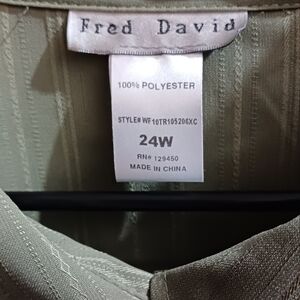 Fred David
100% POLYESTER
STYLE# WF10TR105206XC
24W
RN# 129450
MADE IN CHINA